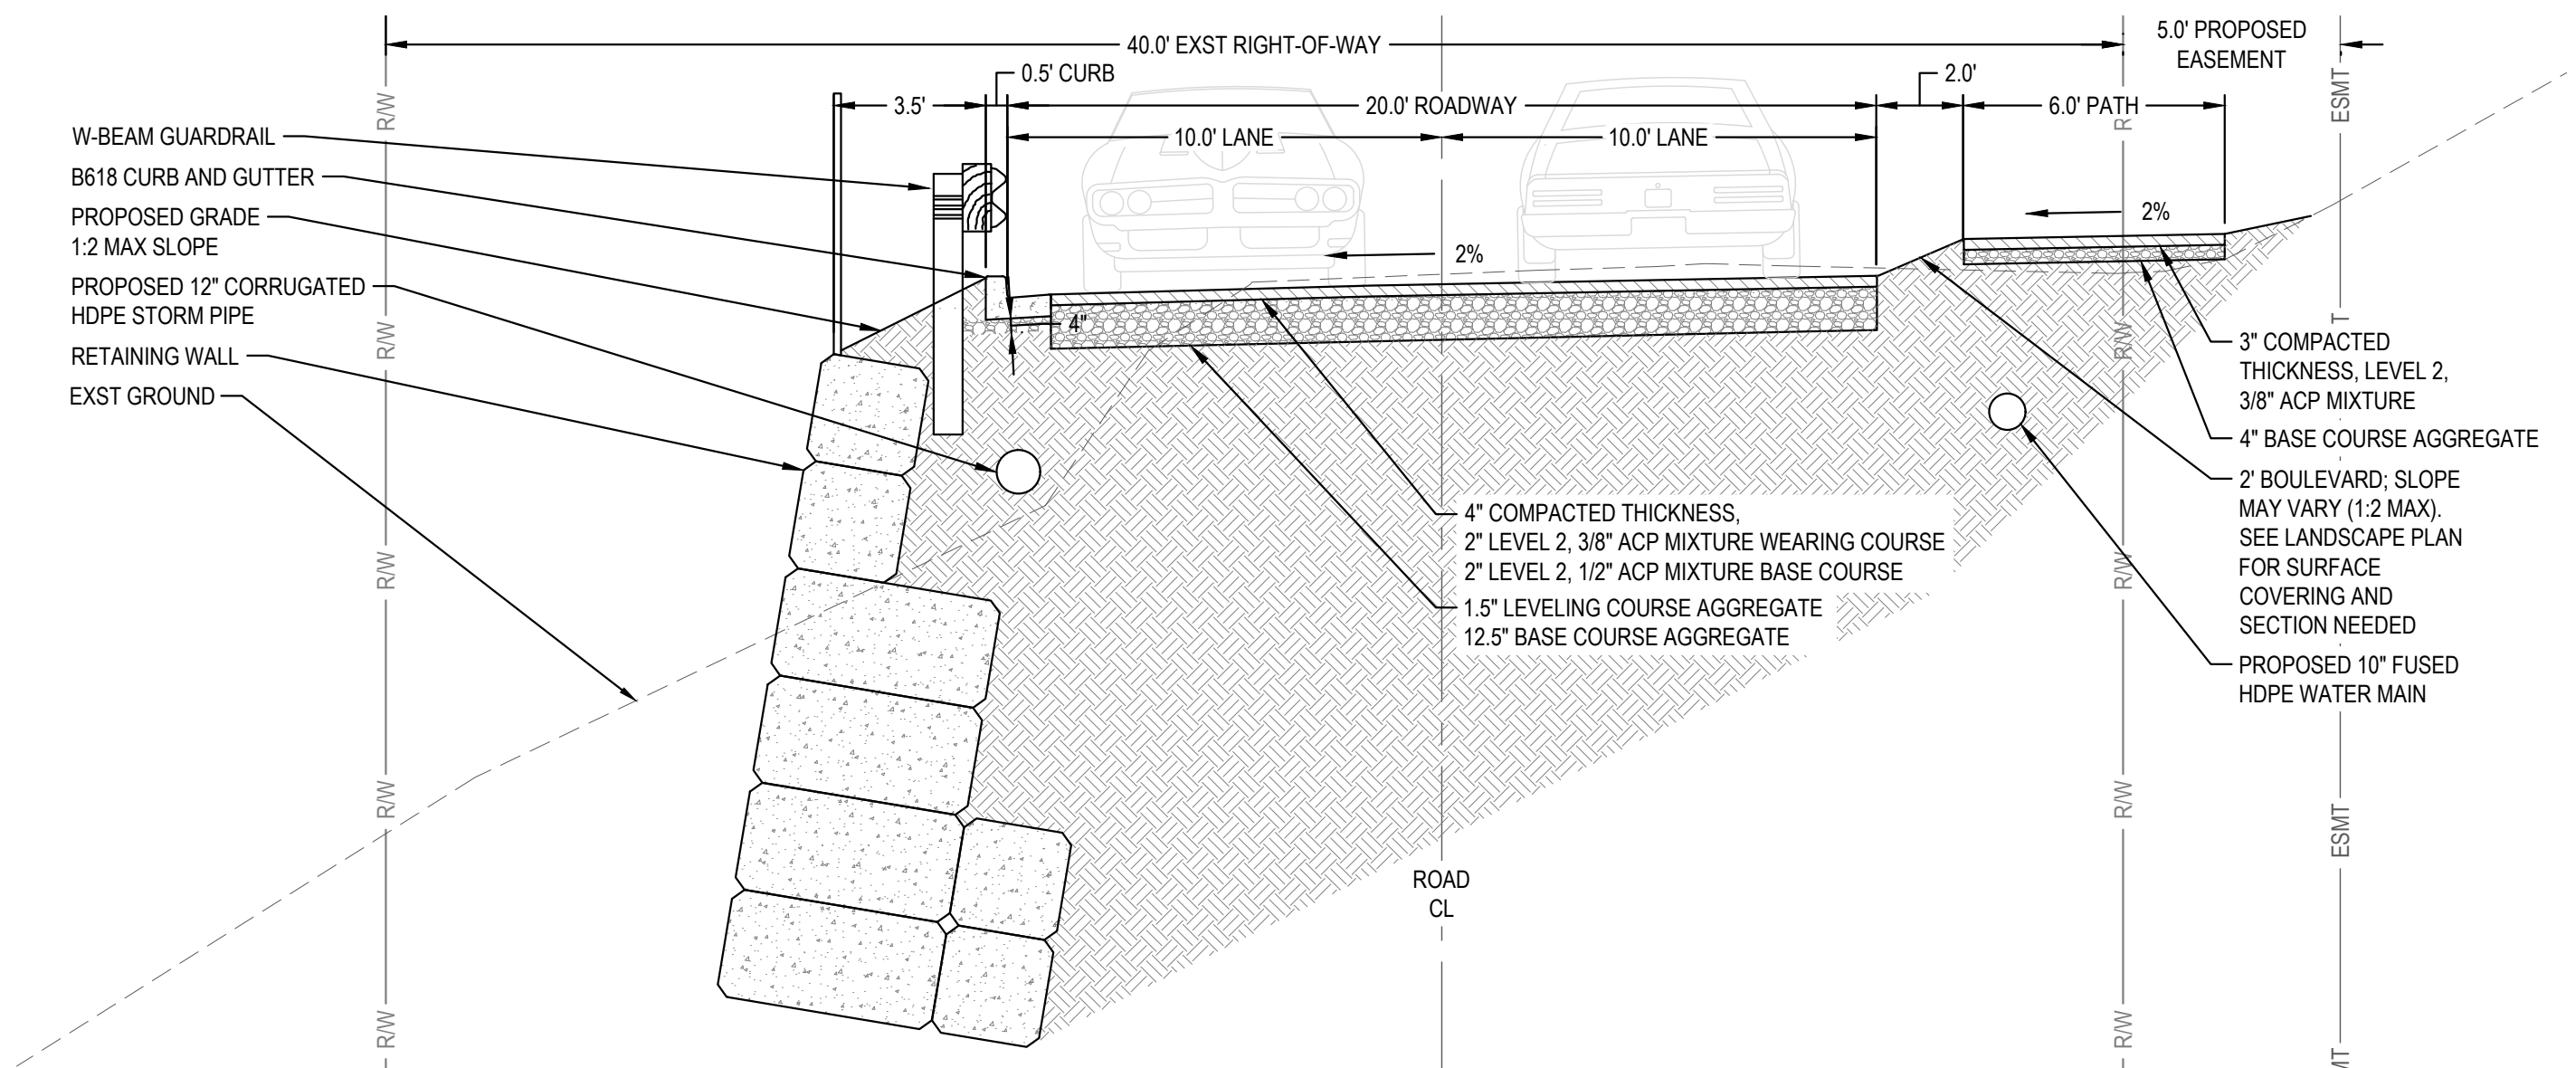 40.0' EXST RIGHT-OF-WAY
5.0' PROPOSED
EASEMENT
0.5' CURB
2.0'
3.5'
20.0' ROADWAY
6.0' PATH
10.0' LANE
10.0' LANE
W-BEAM GUARDRAIL
B618 CURB AND GUTTER
PROPOSED GRADE
1:2 MAX SLOPE
PROPOSED 12" CORRUGATED
HDPE STORM PIPE
RETAINING WALL
EXST GROUND
2%
2%
4"
3" COMPACTED
THICKNESS, LEVEL 2,
3/8" ACP MIXTURE
4" BASE COURSE AGGREGATE
2' BOULEVARD; SLOPE
MAY VARY (1:2 MAX).
SEE LANDSCAPE PLAN
FOR SURFACE
COVERING AND
SECTION NEEDED
PROPOSED 10" FUSED
HDPE WATER MAIN
4" COMPACTED THICKNESS,
2" LEVEL 2, 3/8" ACP MIXTURE WEARING COURSE
2" LEVEL 2, 1/2" ACP MIXTURE BASE COURSE
1.5" LEVELING COURSE AGGREGATE
12.5" BASE COURSE AGGREGATE
ROAD
CL
R/W
R/W
R/W
R/W
R/W
R
R/W
R/W
R/W
R/W
ESMT
T
ESMT
MT